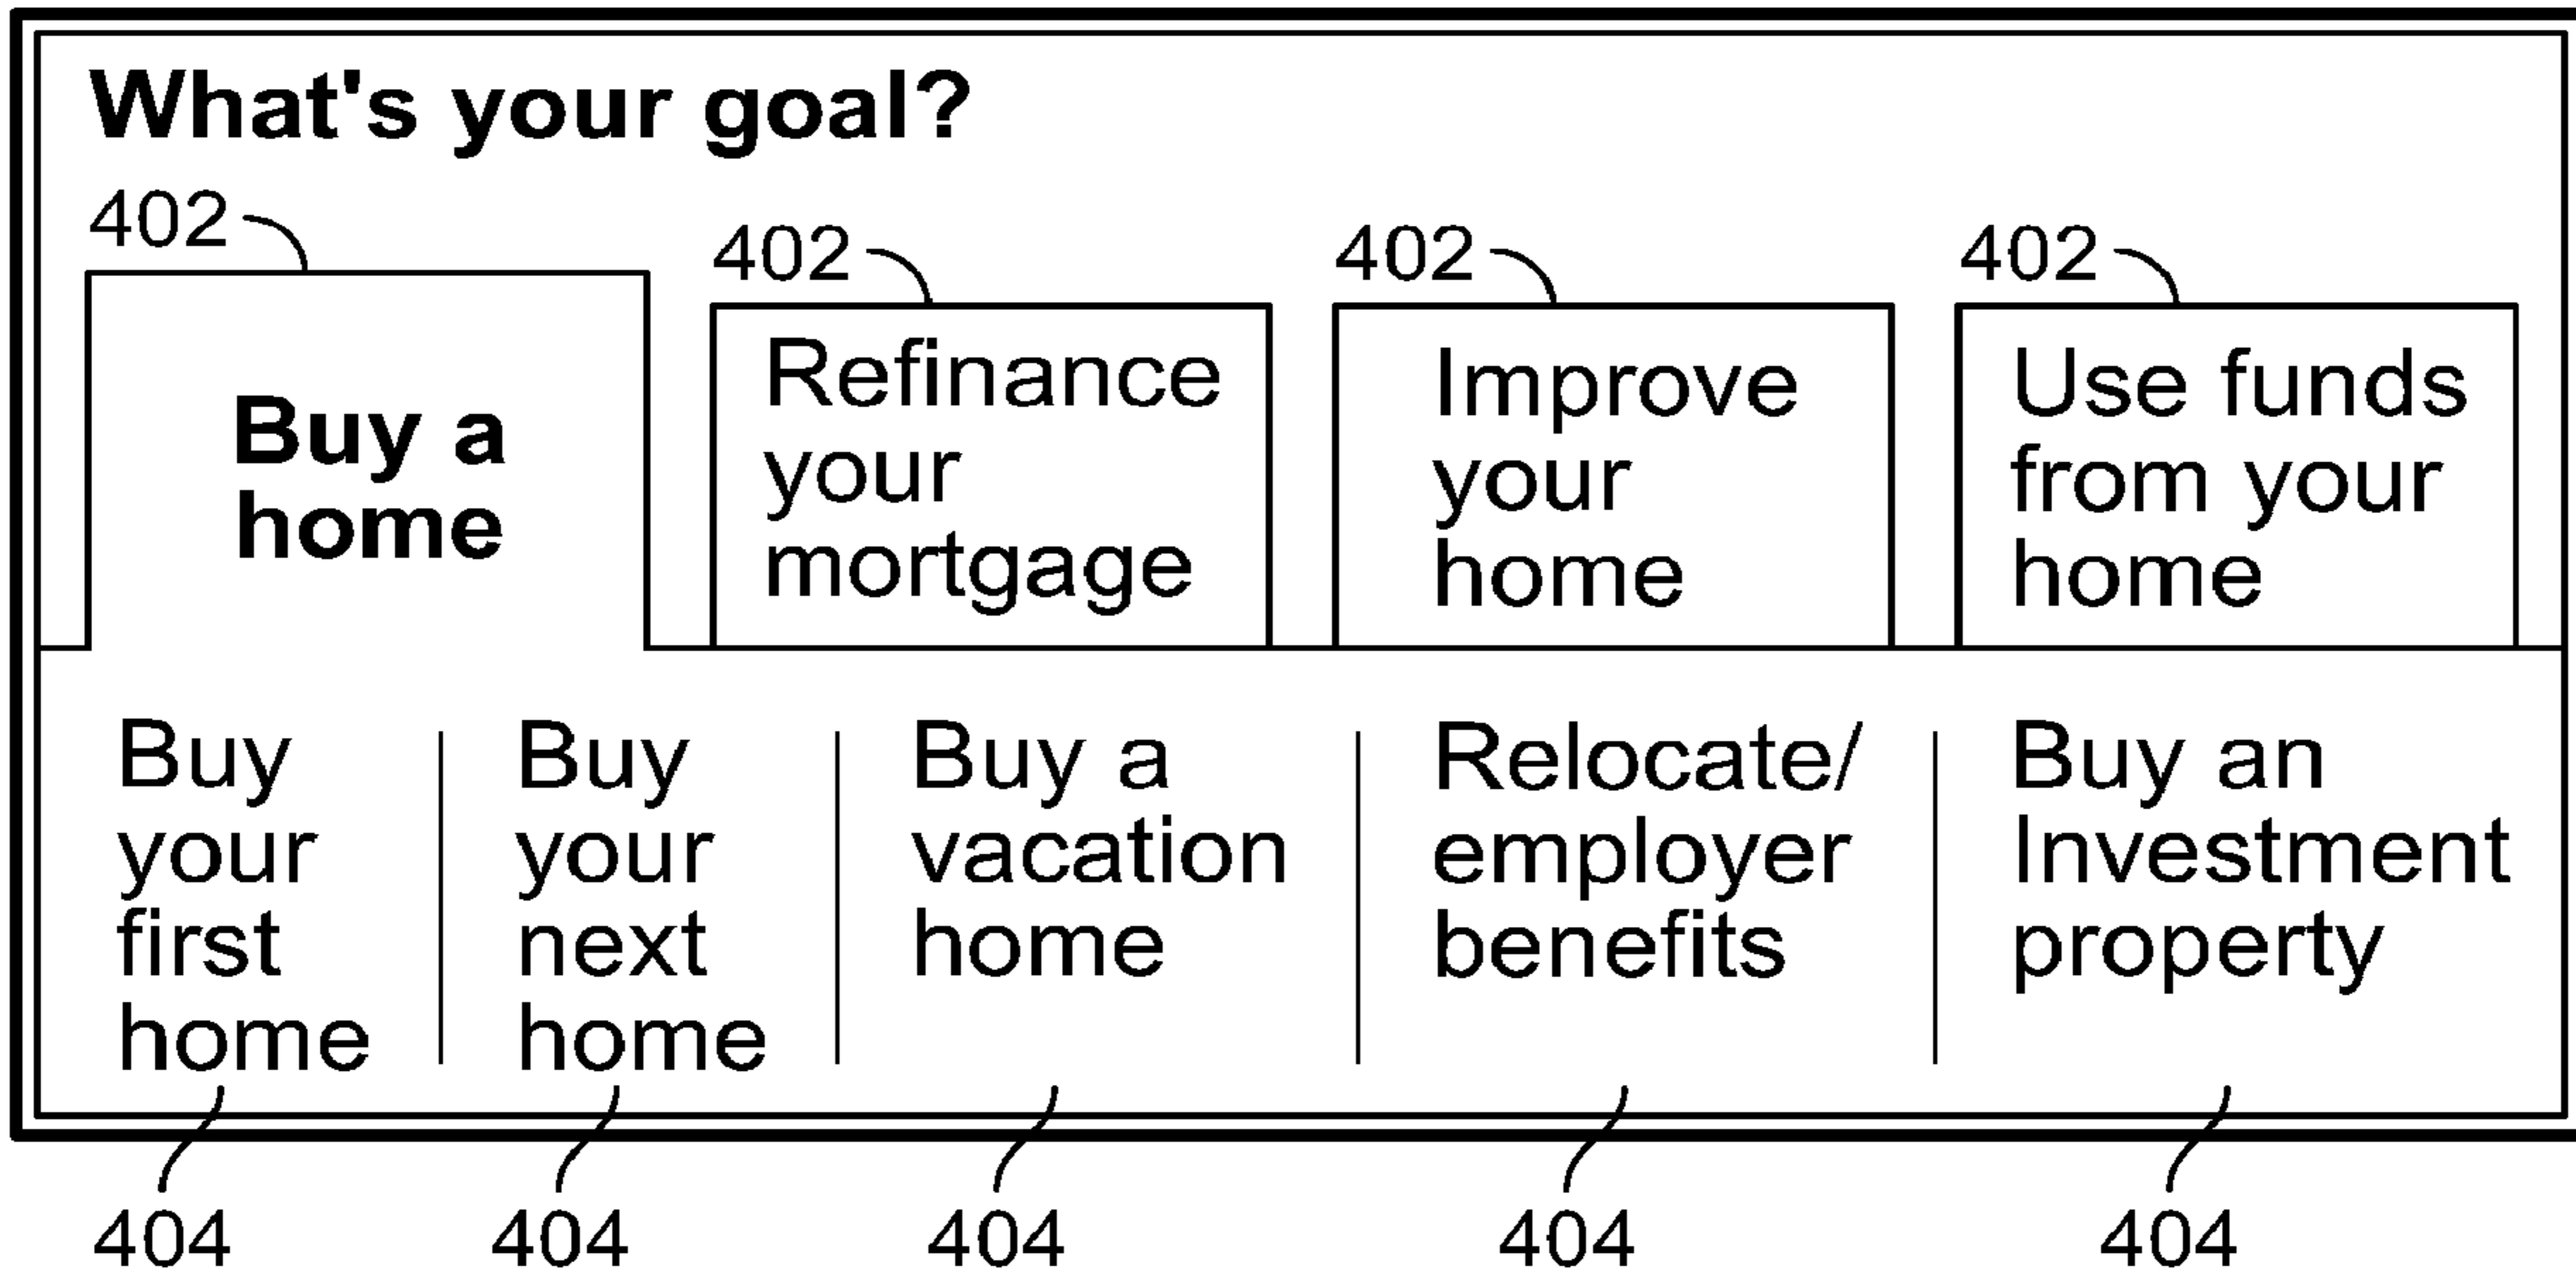 What's your goal?
402
402
402
402
Buy a
home
Refinance
your
mortgage
Improve
your
home
Use funds
from your
home
Buy
your
first
home
Buy
your
next
home
Buy a
vacation
home
Relocate/
employer
benefits
Buy an
Investment
property
404
404
404
404
404